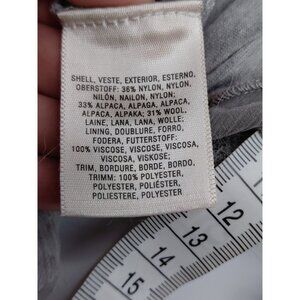 SHELL, VESTE, EXTERIOR, ESTERNO,
OBERSTOFF: 36% NYLON, NYLON,
NILÓN, NAILON, NYLON;
33% ALPACA, ALPAGA, ALPACA,
ALPACA, ALPAKA; 31% WOOL,
LAINE, LANA, LANA, WOLLE;
LINING, DOUBLURE, FORRO,
FODERA, FUTTERSTOFF:
100% VISCOSE, VISCOSE, VISCOSA,
VISCOSA, VISKOSE;
TRIM, BORDURE, BORDE, BORDO,
TRIMM: 100% POLYESTER,
POLYESTER, POLIÉSTER,
POLIESTERE, POLYESTER
11
12
13
14
15